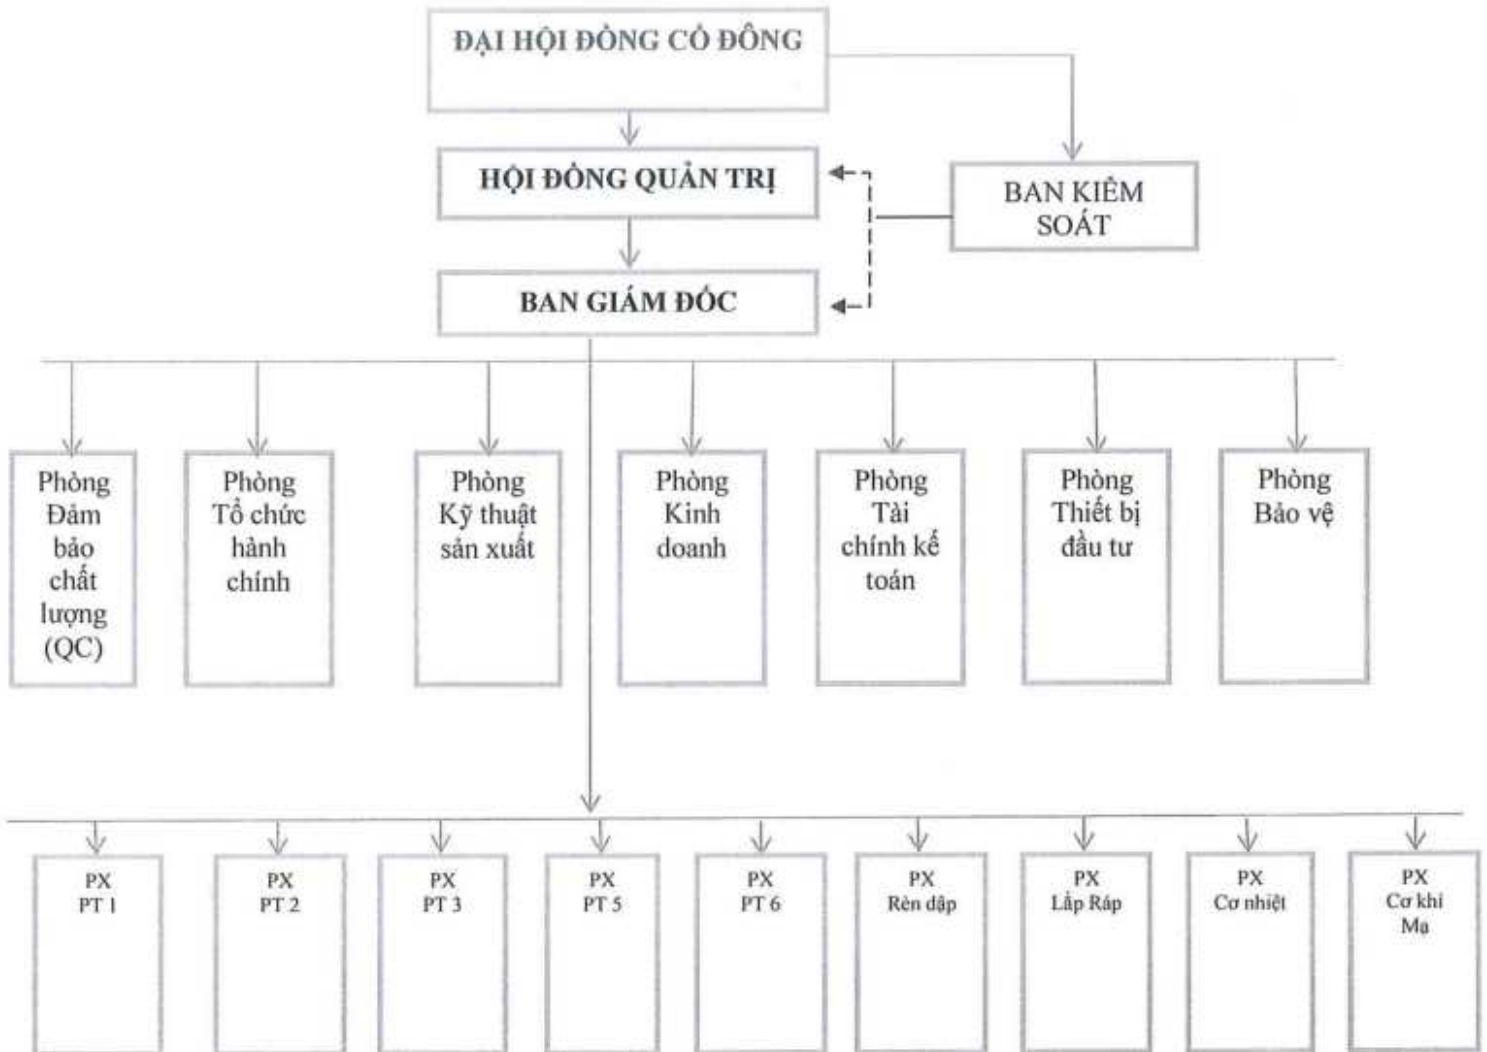 ĐẠI HỘI ĐỒNG CỔ ĐÔNG
HỘI ĐỒNG QUẢN TRỊ
BAN KIỂM
SOÁT
BAN GIÁM ĐỐC
Phòng
Đảm
bảo
chất
lượng
(QC)
Phòng
Tổ chức
hành
chính
Phòng
Kỹ thuật
sản xuất
Phòng
Kinh
doanh
Phòng
Tài
chính kế
toán
Phòng
Thiết bị
đầu tư
Phòng
Bảo vệ
PX
PT 1
PX
PT 2
PX
PT 3
PX
PT 5
PX
PT 6
PX
Rèn dập
PX
Lắp Ráp
PX
Cơ nhiệt
PX
Cơ khí
Mạ